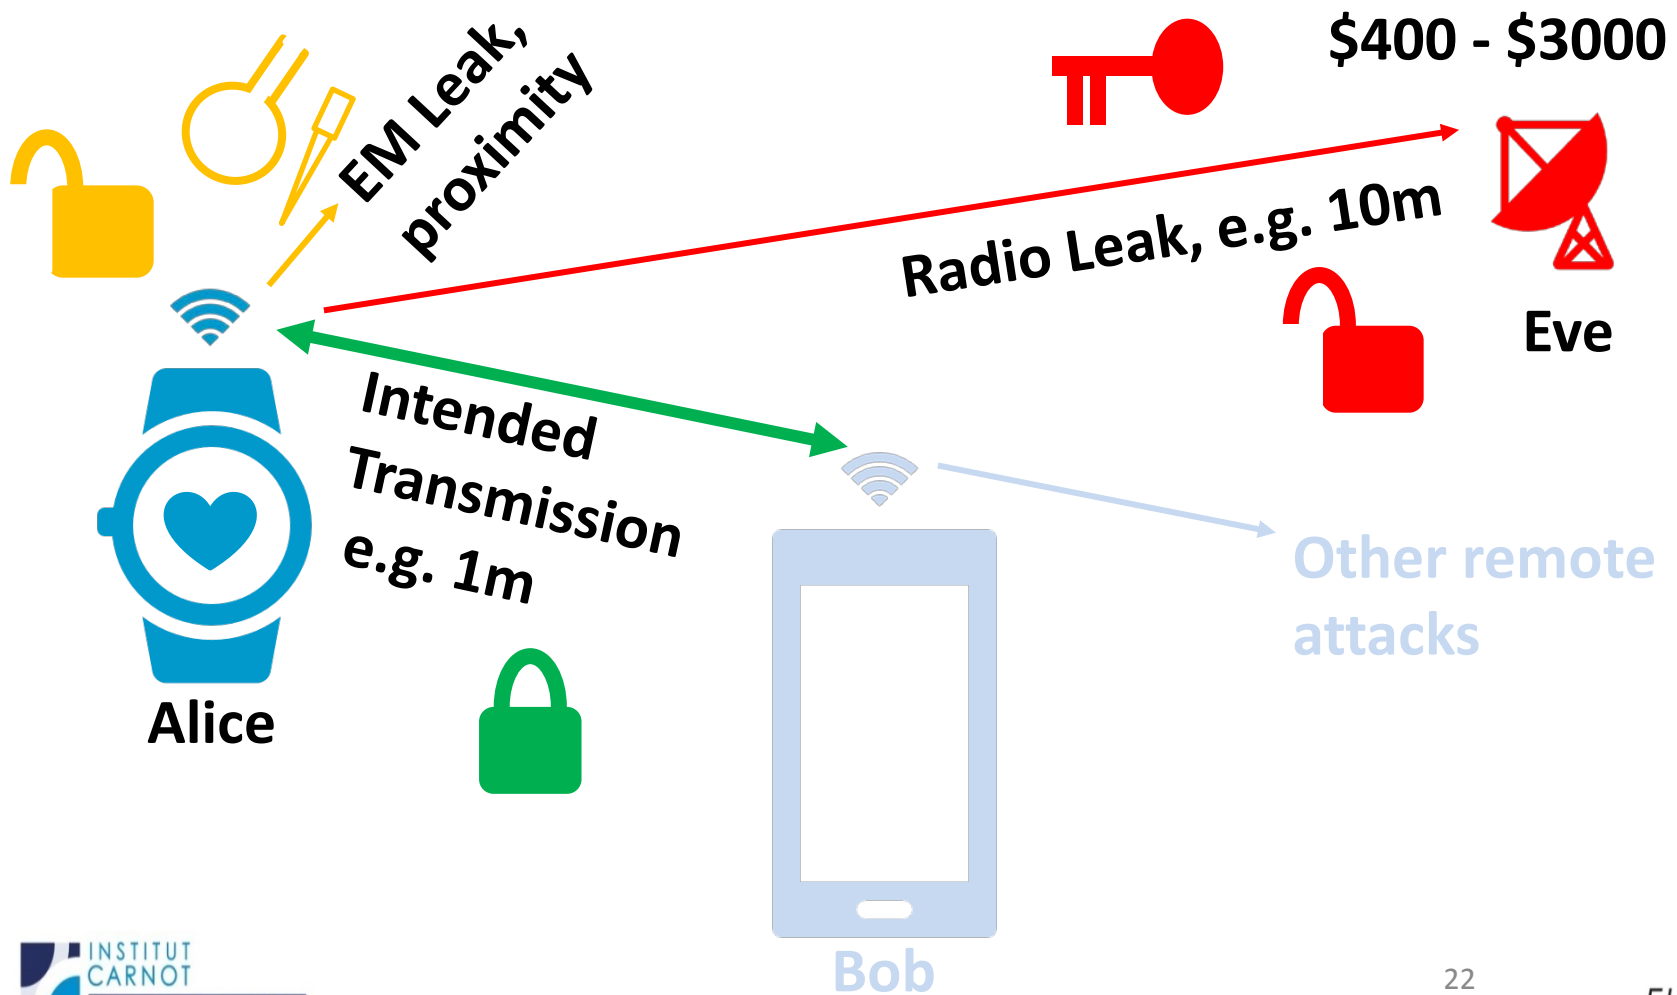 $400 - $3000
EM Leak,
proximity
Radio Leak, e.g. 10m
Eve
Intended
Transmission
e.g. 1m
Other remote
attacks
Alice
Bob
INSTITUT
CARNOT
22